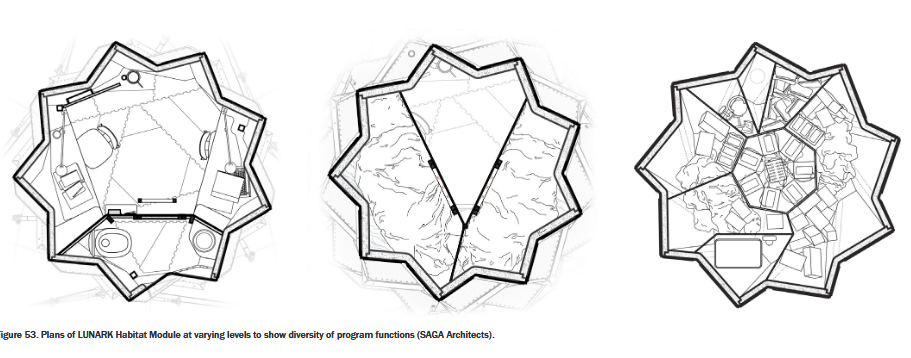 igure 53. Plans of LUNARK Habitat Module at varying levels to show diversity of program functions (SAGA Architects).